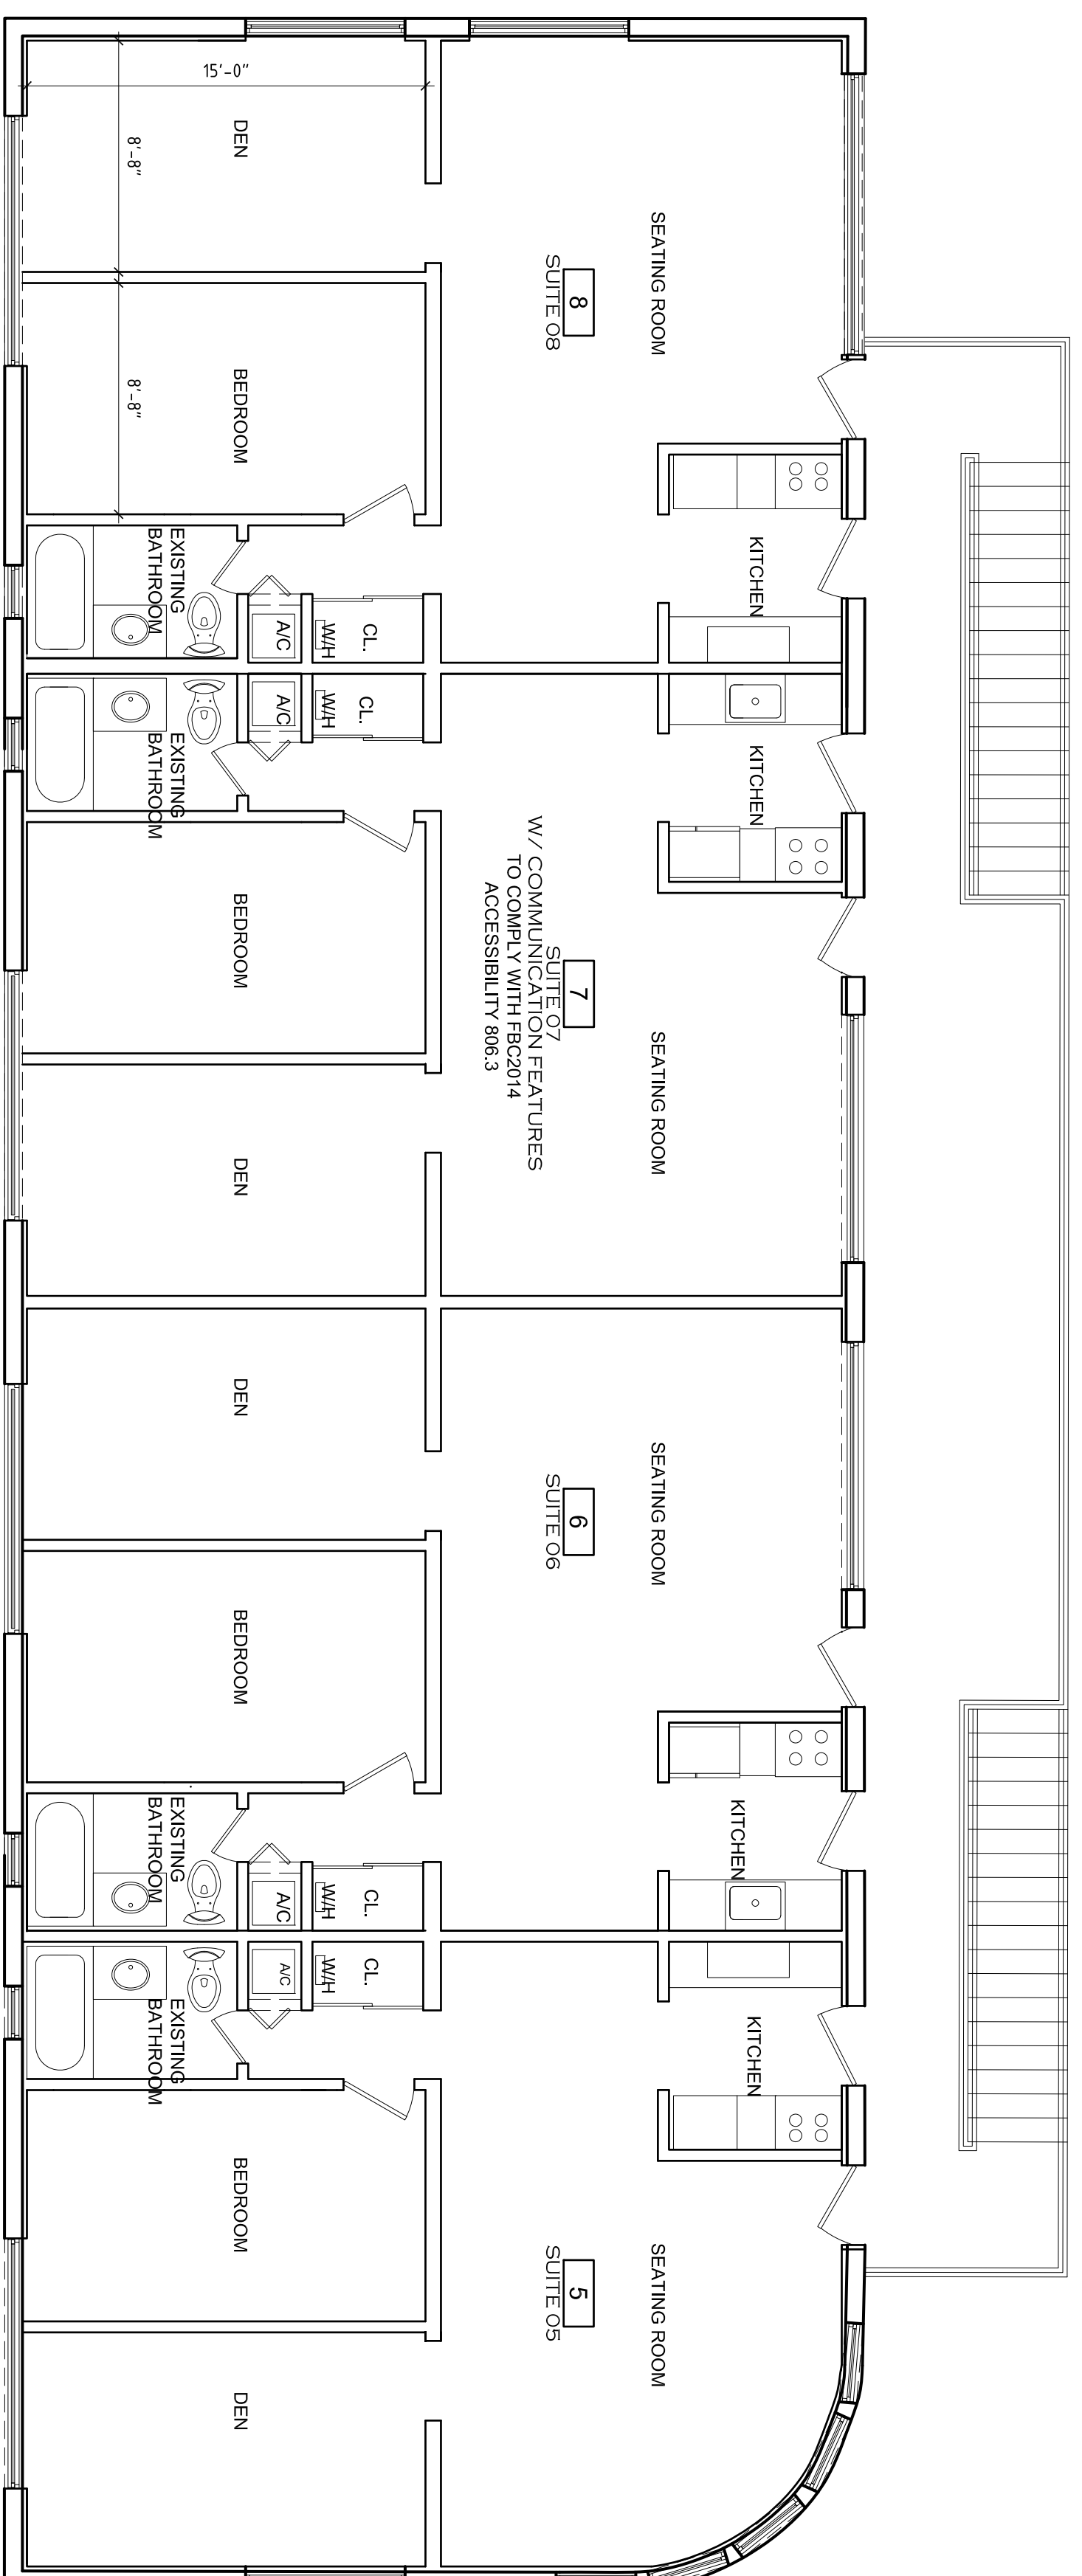 15'-0"
8'-8"
DEN
SEATING ROOM
8
SUITE 08
8'-8"
BEDROOM
KITCHEN
EXISTING
BATHROOM
A/C
W/H
CL.
A/C
W/H
CL.
EXISTING
BATHROOM
KITCHEN
BEDROOM
7
SUITE 07
W/ COMMUNICATION FEATURES
TO COMPLY WITH FBC2014
ACCESSIBILITY 806.3
SEATING ROOM
DEN
DEN
SEATING ROOM
6
SUITE 06
BEDROOM
KITCHEN
EXISTING
BATHROOM
A/C
W/H
CL.
A/C
W/H
CL.
EXISTING
BATHROOM
KITCHEN
BEDROOM
SEATING ROOM
5
SUITE 05
DEN